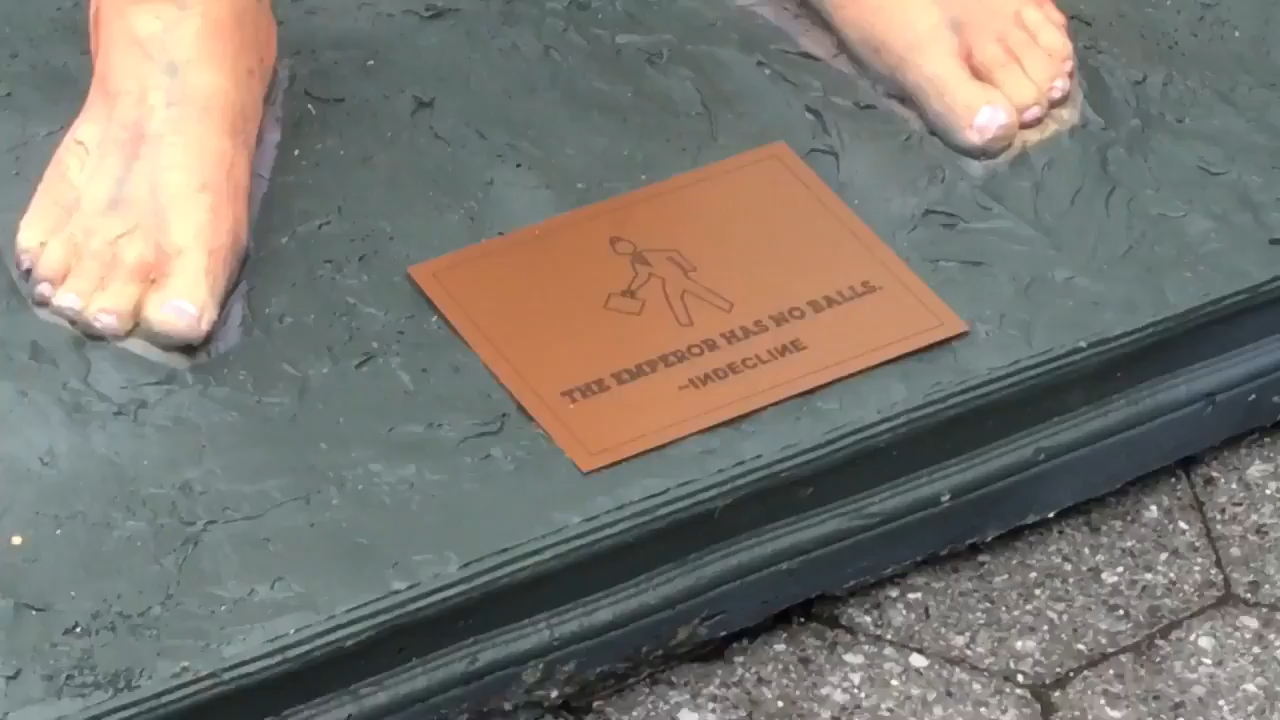 THE EMPEROR HAS NO BALLS.
~INDECLINE